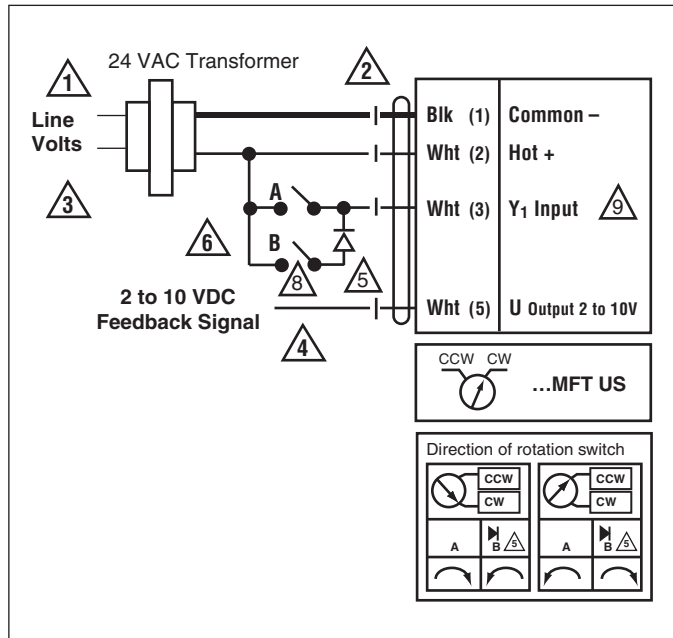 24 VAC Transformer
1
2
Line
Volts
3
Blk (1) Common –
Wht (2) Hot +
A
Wht (3) Y1 Input 9
6
B
8
5
2 to 10 VDC
Feedback Signal
4
Wht (5) U Output 2 to 10V
CCW CW
...MFT US
Direction of rotation switch
CCW
CW
CCW
CW
A
B 5
A
B 5